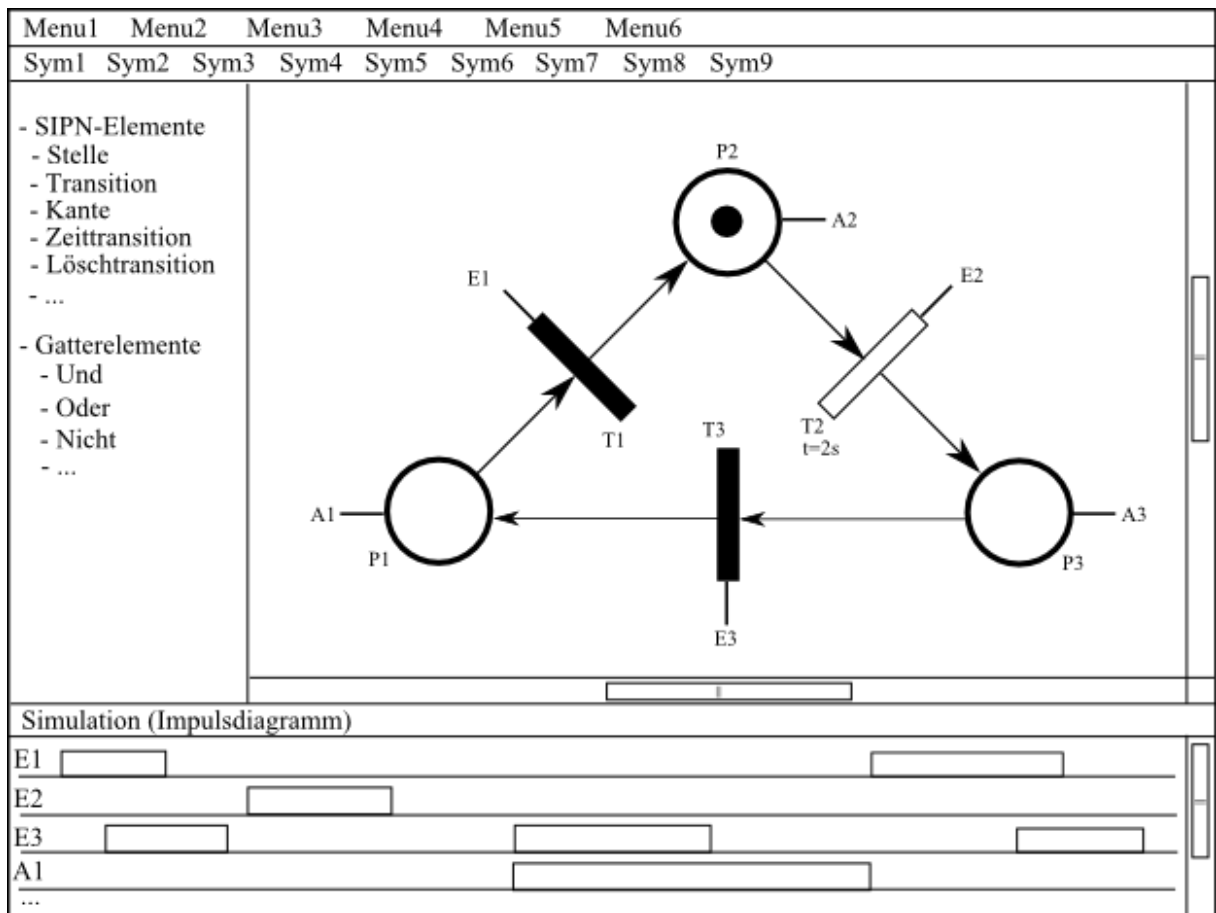 Menu1 Menu2 Menu3 Menu4 Menu5 Menu6
Sym1 Sym2 Sym3 Sym4 Sym5 Sym6 Sym7 Sym8 Sym9
- SIPN-Elemente
- Stelle
- Transition
- Kante
- Zeittransition
- Löschtransition
- ...
- Gatterelemente
- Und
- Oder
- Nicht
- ...
P2
A2
E1
E2
T1
T3
T2
t=2s
A1
A3
P1
P3
E3
Simulation (Impulsdiagramm)
E1
E2
E3
A1
...